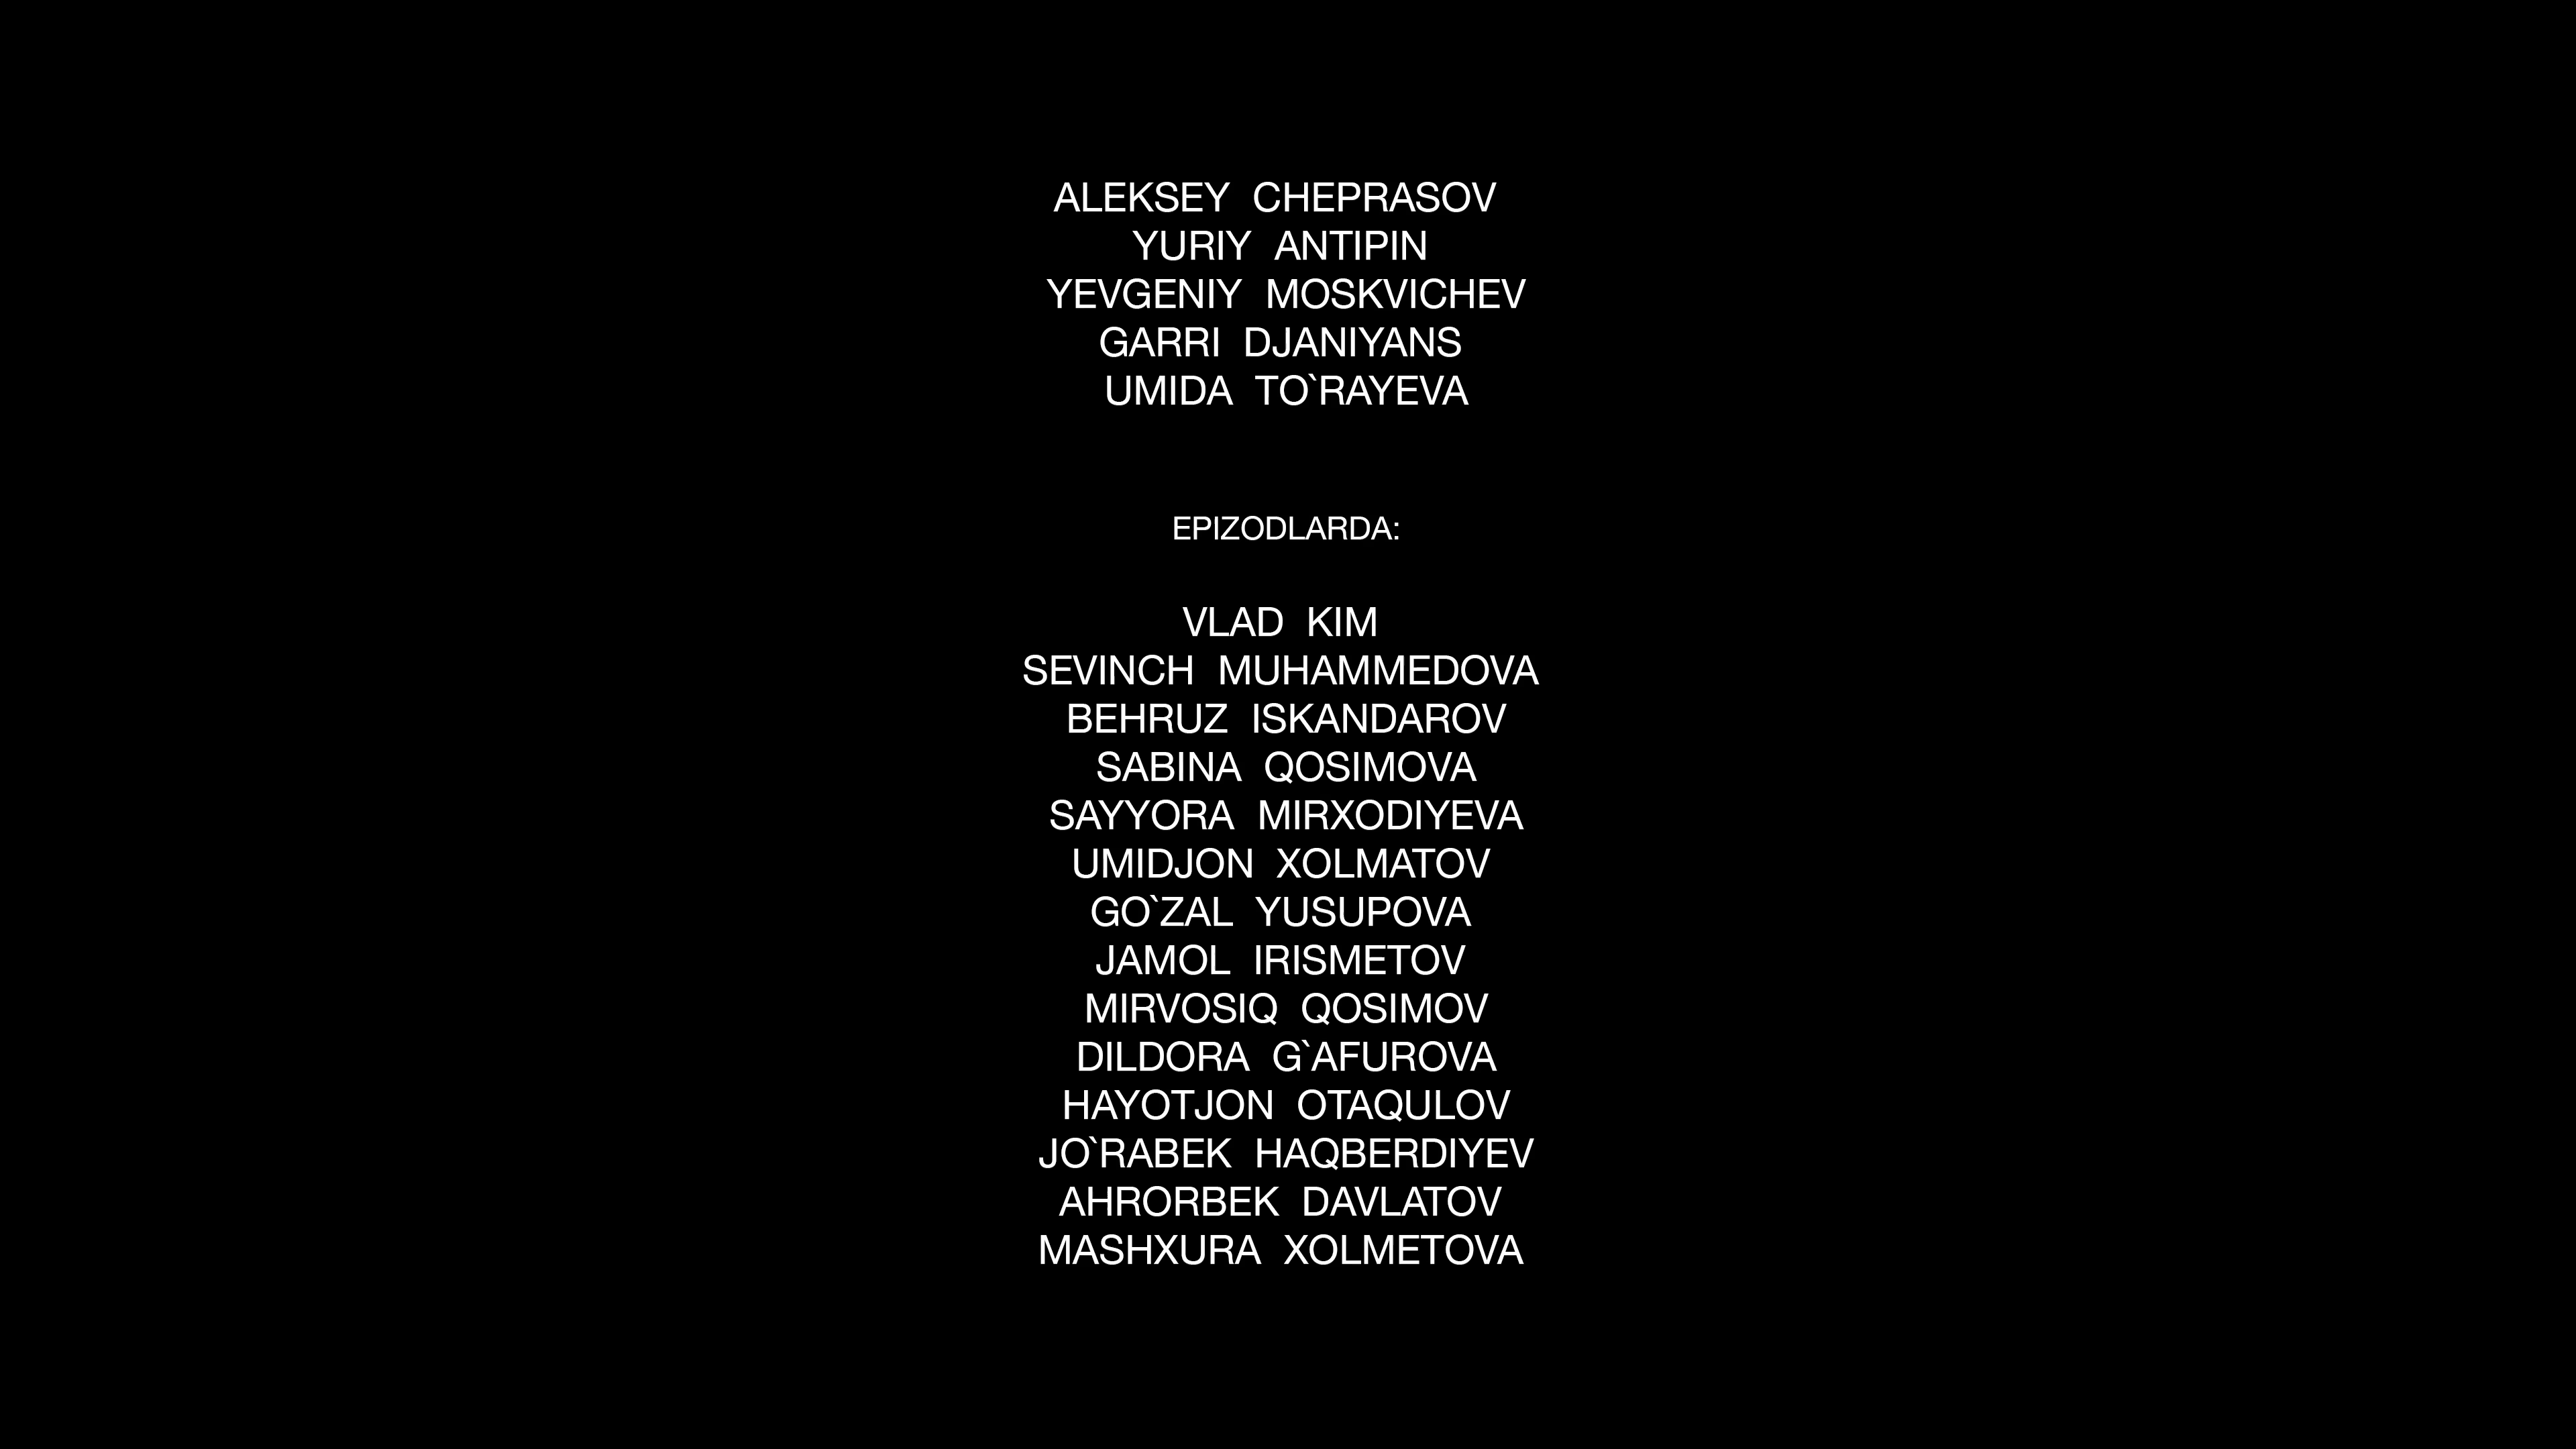 ALEKSEY CHEPRASOV
YURIY ANTIPIN
YEVGENIY MOSKVICHEV
GARRI DJANIYANS
UMIDA TO`RAYEVA
EPIZODLARDA:
VLAD KIM
SEVINCH MUHAMMEDOVA
BEHRUZ ISKANDAROV
SABINA QOSIMOVA
SAYYORA MIRXODIYEVA
UMIDJON XOLMATOV
GO`ZAL YUSUPOVA
JAMOL IRISMETOV
MIRVOSIQ QOSIMOV
DILDORA G`AFUROVA
HAYOTJON OTAQULOV
JO`RABEK HAQBERDIYEV
AHRORBEK DAVLATOV
MASHXURA XOLMETOVA